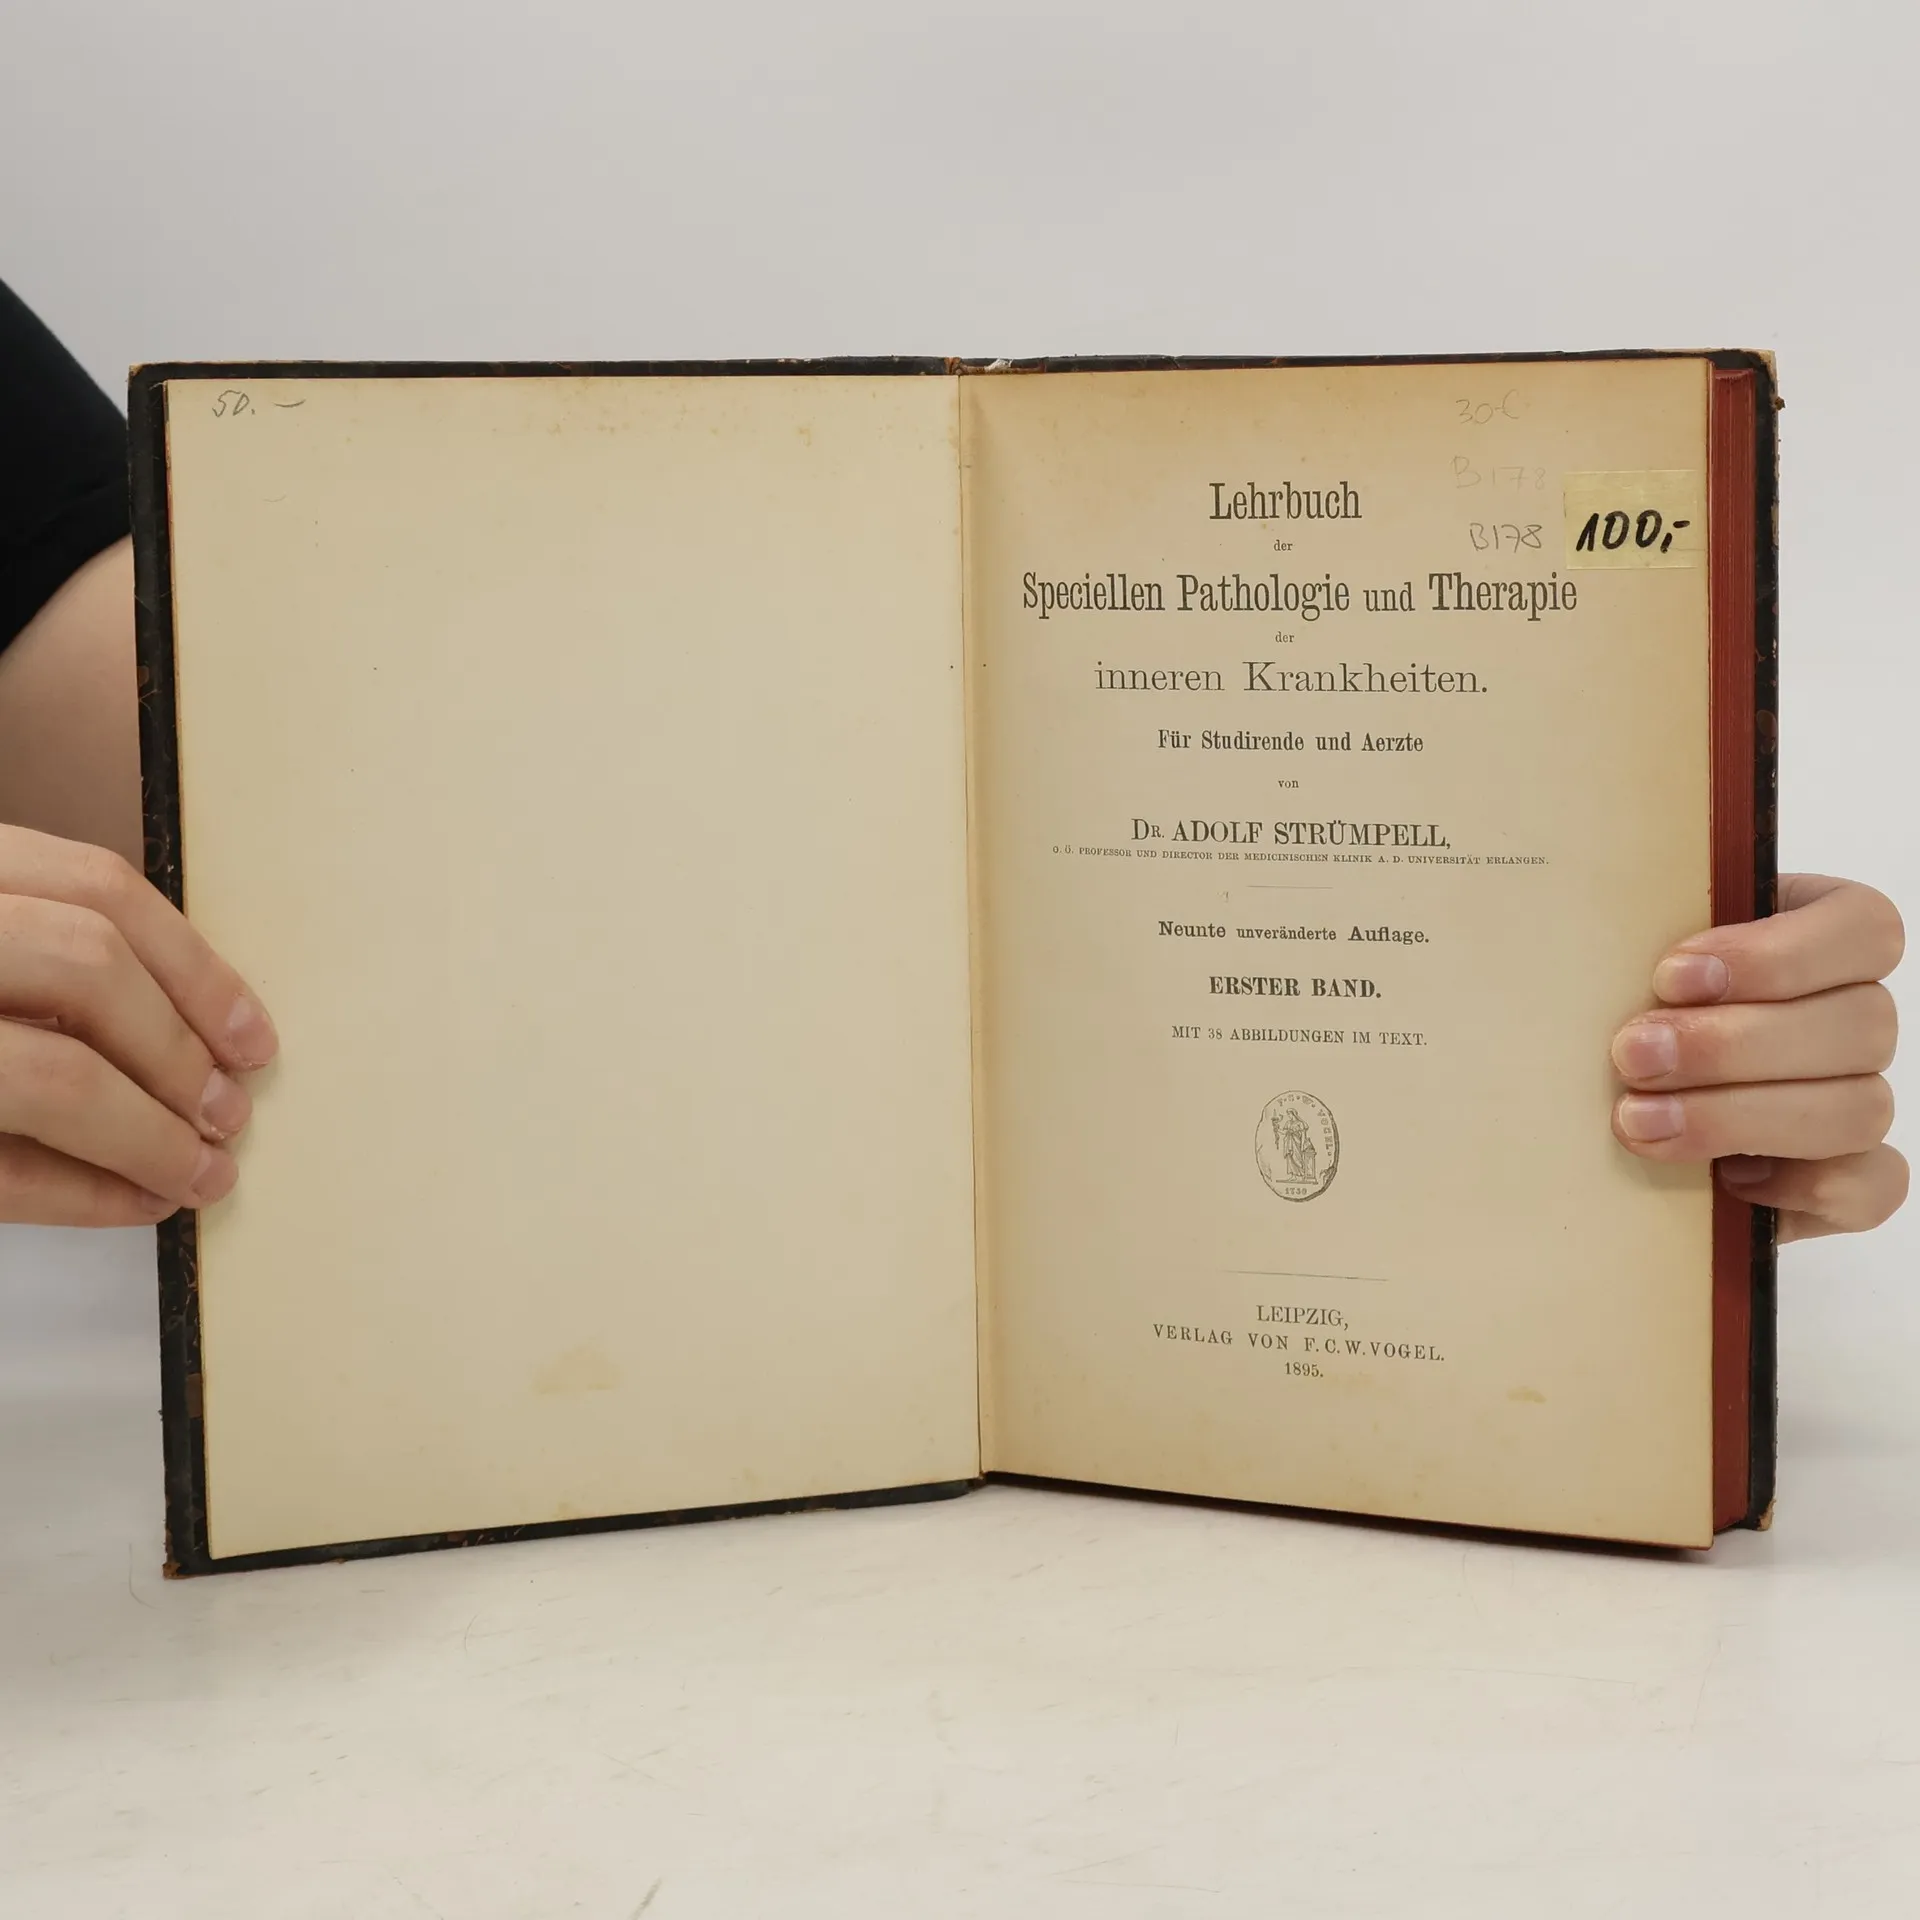 50. —
30 €
B178
B178
100,-
Lehrbuch
der
Speciellen Pathologie und Therapie
der
inneren Krankheiten.
Für Studirende und Aerzte
von
DR. ADOLF STRÜMPELL,
O. Ö. PROFESSOR UND DIRECTOR DER MEDICINISCHEN KLINIK A. D. UNIVERSITÄT ERLANGEN.
Neunte unveränderte Auflage.
ERSTER BAND.
MIT 38 ABBILDUNGEN IM TEXT.
F·C·W·VOGEL·
1730
LEIPZIG,
VERLAG VON F. C. W. VOGEL.
1895.